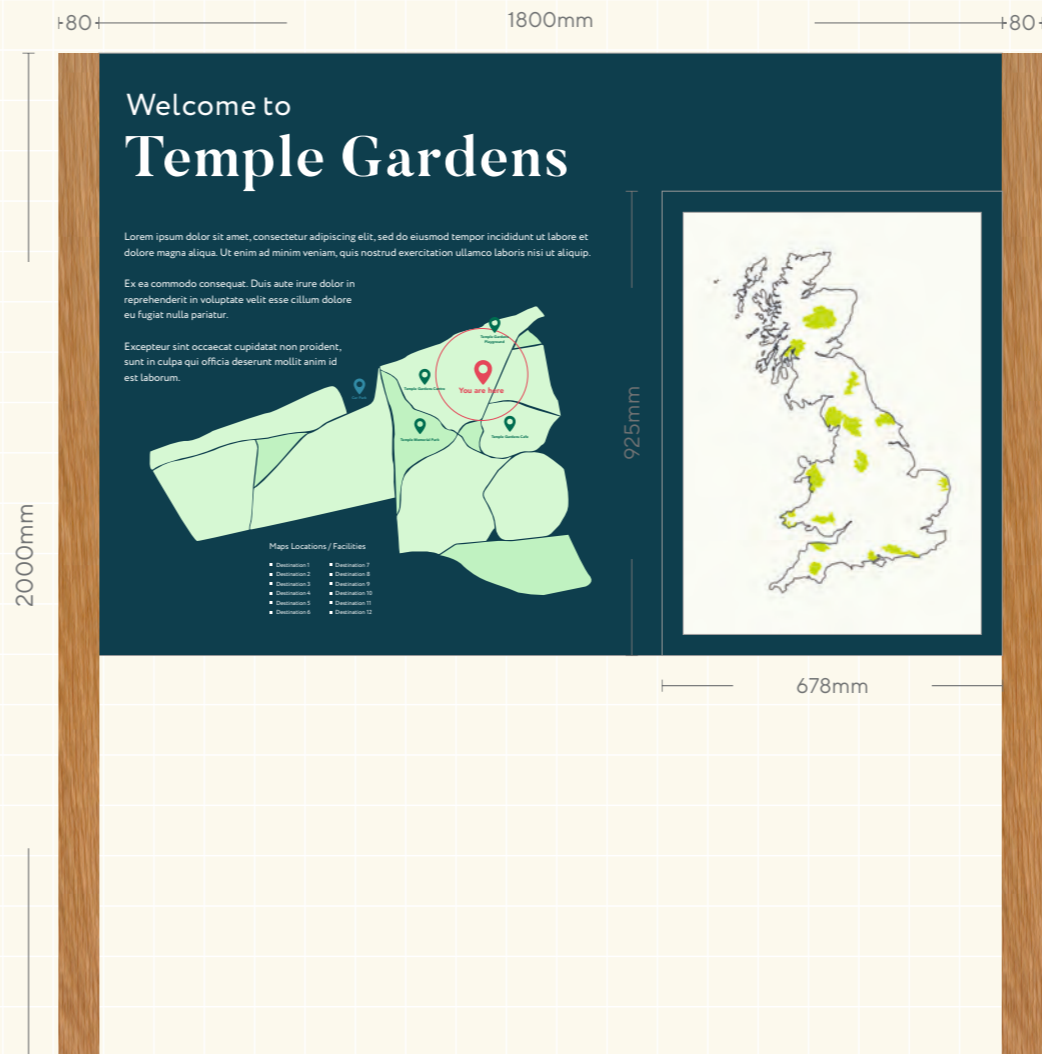 80
1800mm
80
Welcome to
Temple Gardens
Lorem ipsum dolor sit amet, consectetur adipiscing elit, sed do eiusmod tempor incididunt ut labore et
dolore magna aliqua. Ut enim ad minim veniam, quis nostrud exercitation ullamco laboris nisi ut aliquip.
Ex ea commodo consequat. Duis aute irure dolor in
reprehenderit in voluptate velit esse cillum dolore
eu fugiat nulla pariatur.
Excepteur sint occaecat cupidatat non proident,
sunt in culpa qui officia deserunt mollit anim id
est laborum.
Temple Gardens
Playground
You are here
Temple Gardens Centre
Car Park
Temple Memorial Park
Temple Gardens Cafe
Maps Locations / Facilities
Destination 1
Destination 2
Destination 3
Destination 4
Destination 5
Destination 6
Destination 7
Destination 8
Destination 9
Destination 10
Destination 11
Destination 12
925mm
678mm
2000mm